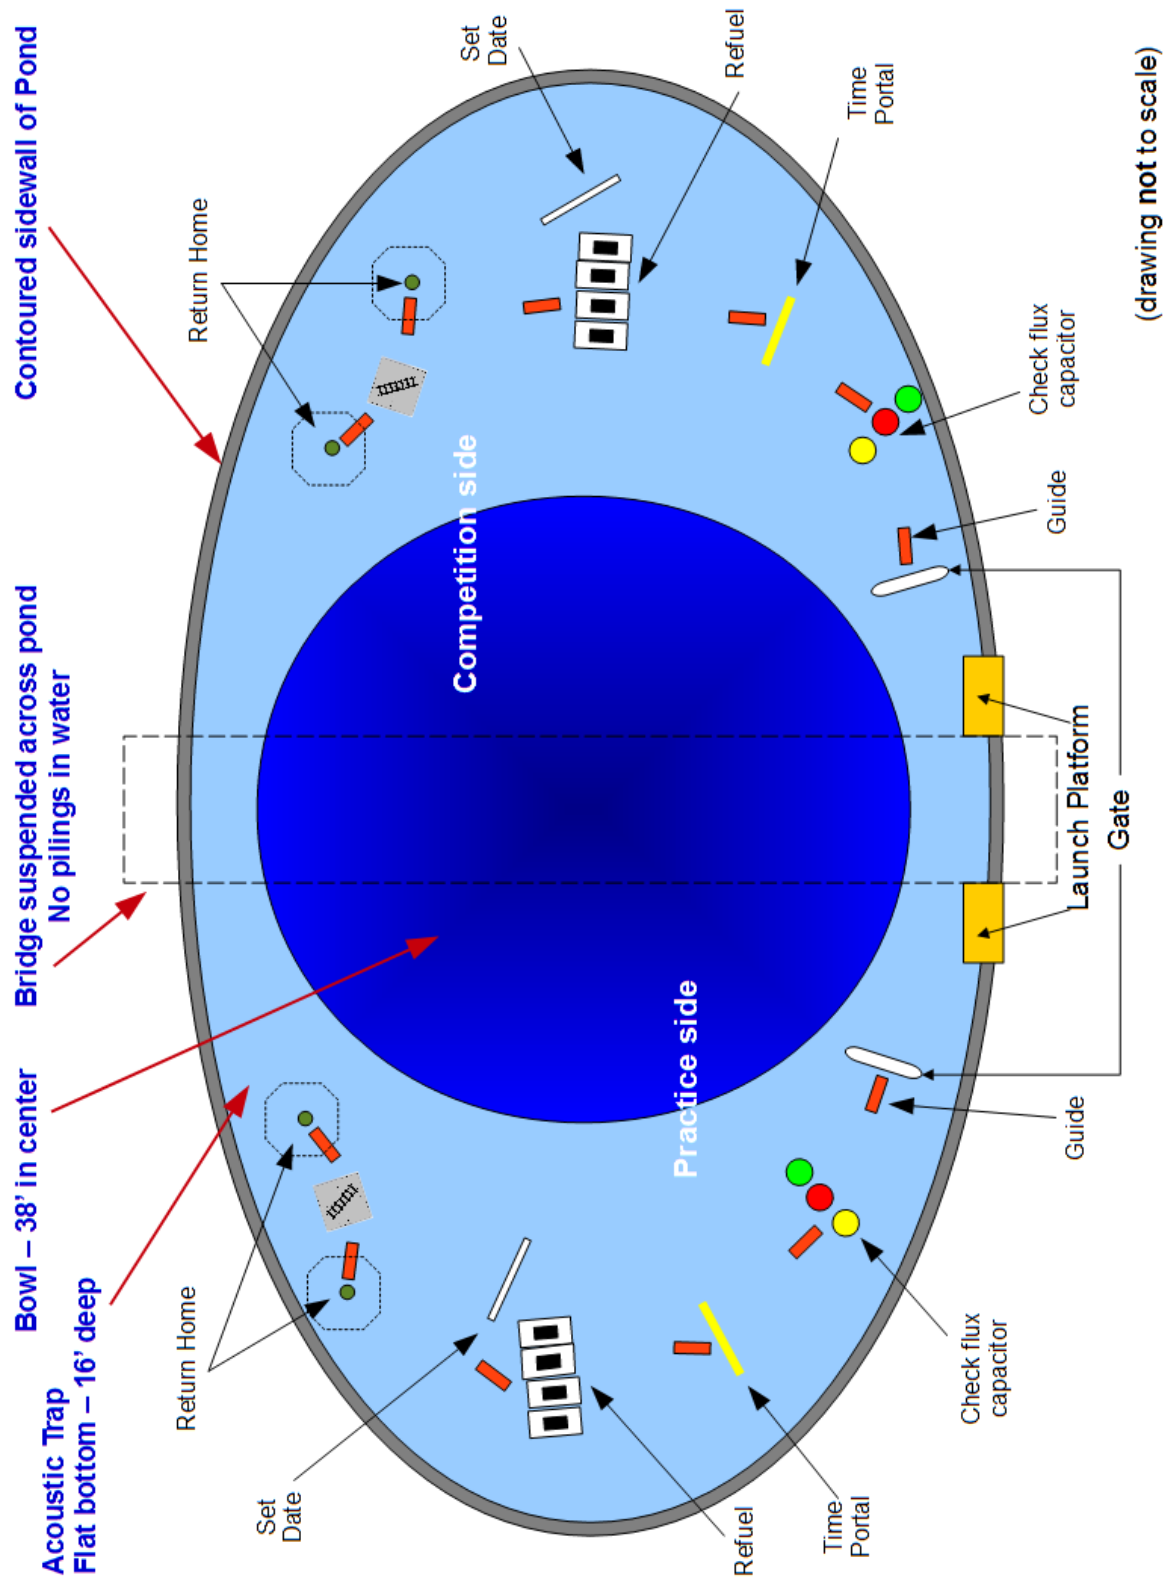 Acoustic Trap
Flat bottom – 16' deep
Bowl – 38' in center
Bridge suspended across pond
No pilings in water
Contoured sidewall of Pond
Return Home
Return Home
Set
Date
Set
Date
Competition side
Practice side
Refuel
Refuel
Time
Portal
Time
Portal
Check flux
capacitor
Check flux
capacitor
Guide
Guide
Launch Platform
Gate
(drawing not to scale)